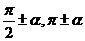 π/2 ± α, π ± α